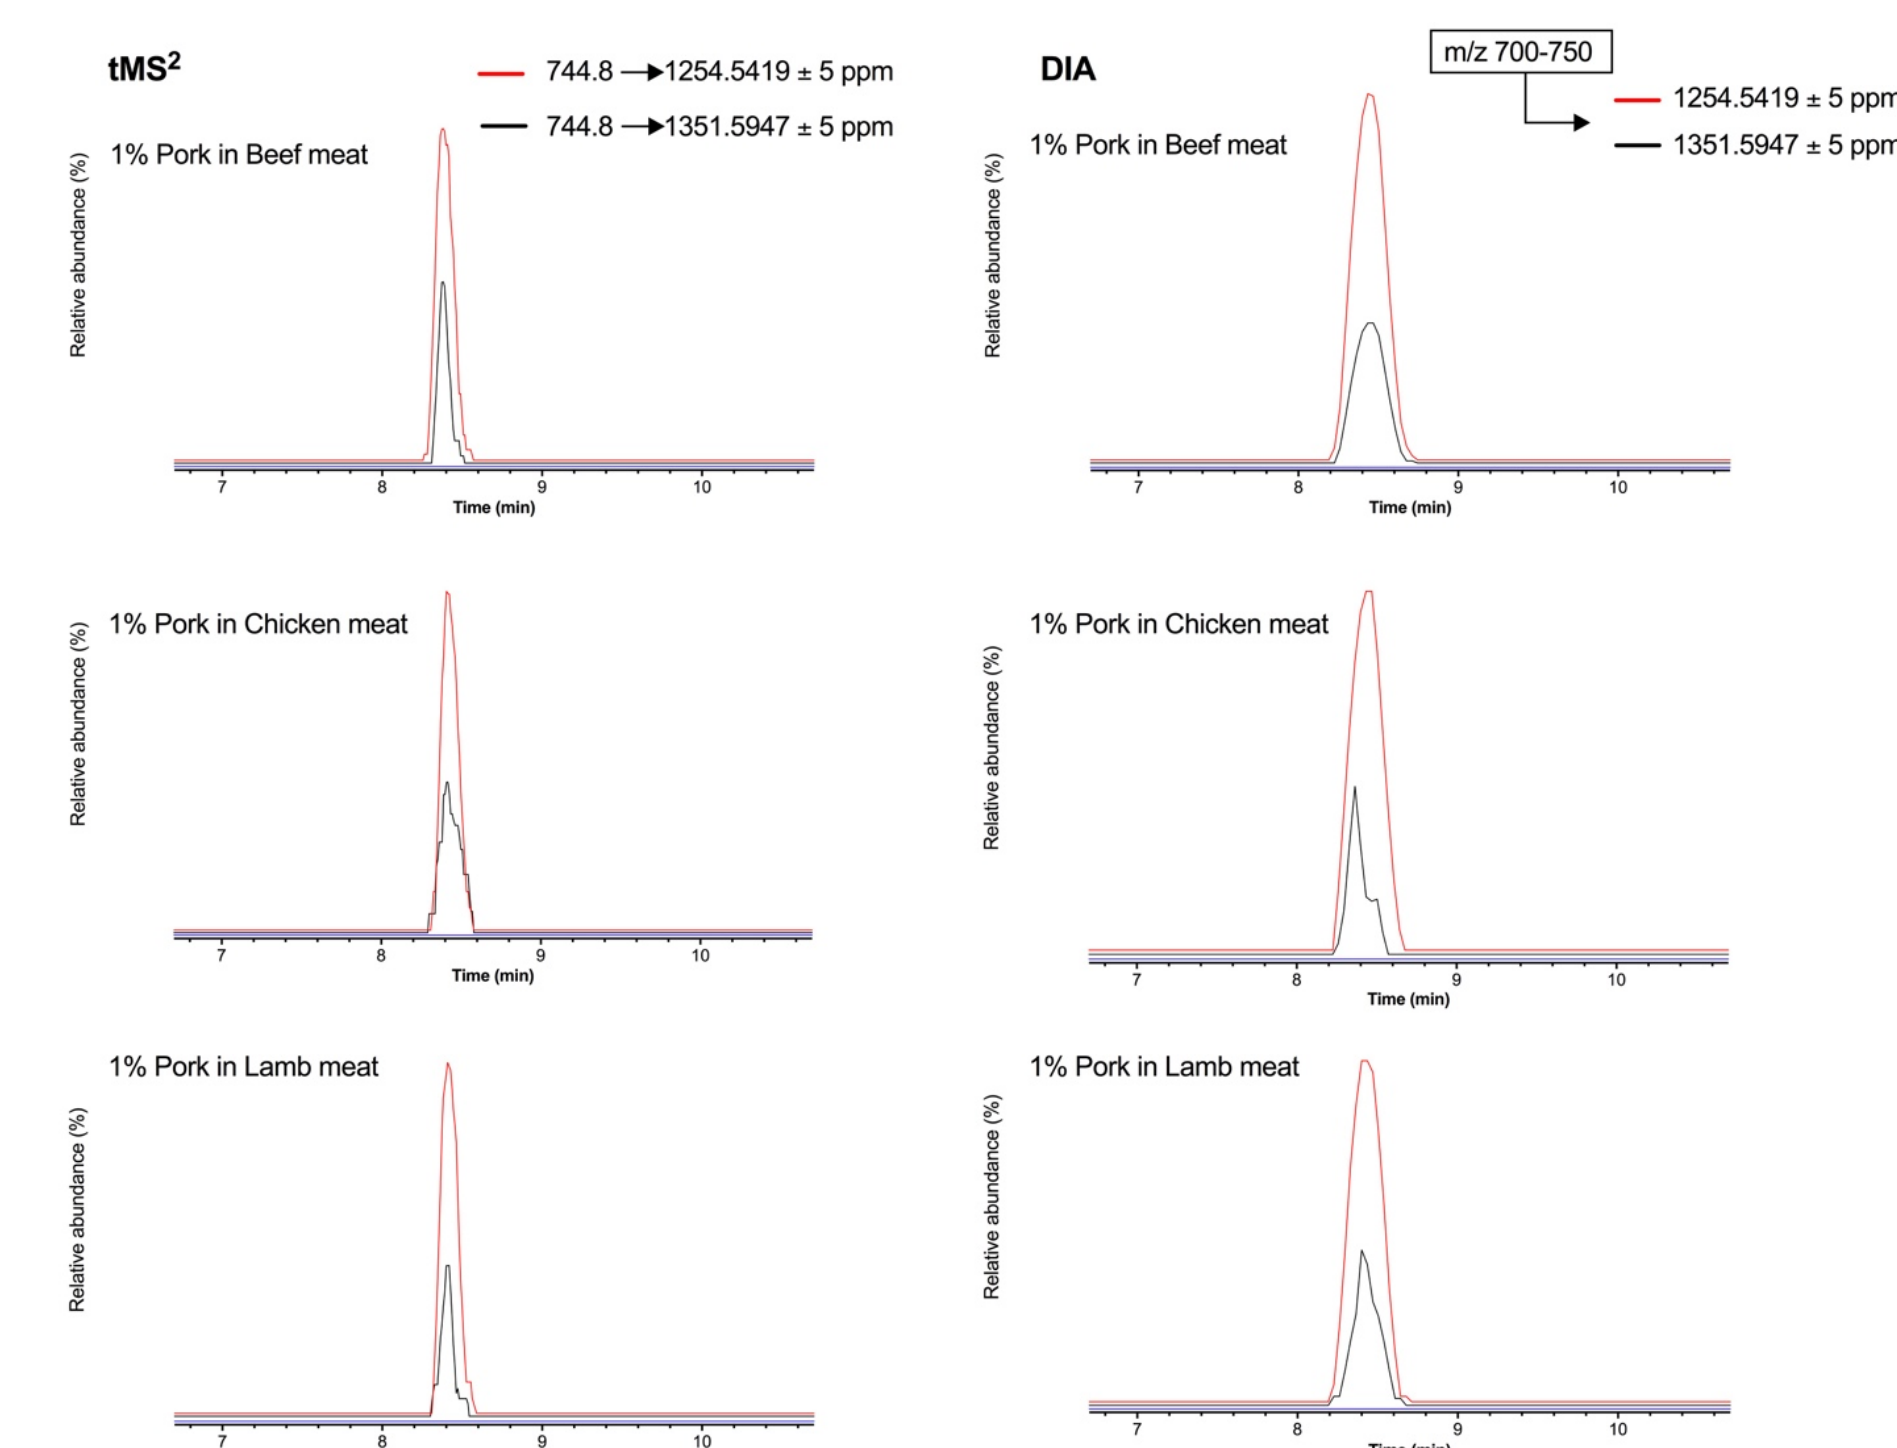 tMS²
744.8 → 1254.5419 ± 5 ppm
744.8 → 1351.5947 ± 5 ppm
1% Pork in Beef meat
Relative abundance (%)
7 8 9 10
Time (min)
DIA
m/z 700-750
1254.5419 ± 5 ppm
1351.5947 ± 5 ppm
1% Pork in Beef meat
Relative abundance (%)
7 8 9 10
Time (min)
1% Pork in Chicken meat
Relative abundance (%)
7 8 9 10
Time (min)
1% Pork in Chicken meat
Relative abundance (%)
7 8 9 10
Time (min)
1% Pork in Lamb meat
Relative abundance (%)
7 8 9 10
1% Pork in Lamb meat
Relative abundance (%)
7 8 9 10
Time (min)